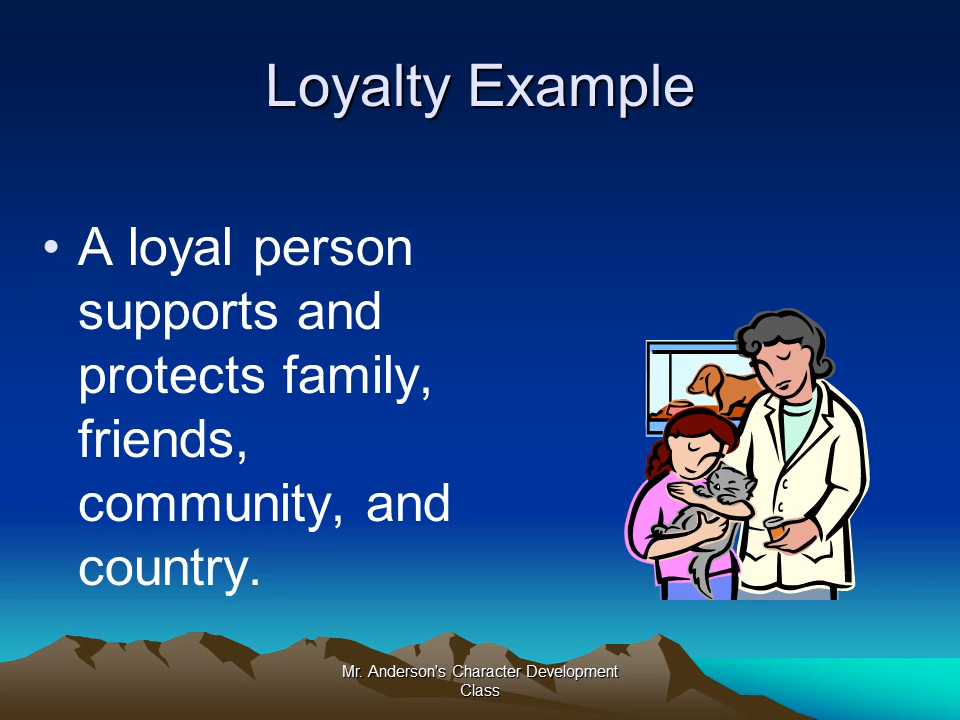 Loyalty Example
• A loyal person
supports and
protects family,
friends,
community, and
country.
Mr. Anderson's Character Development
Class